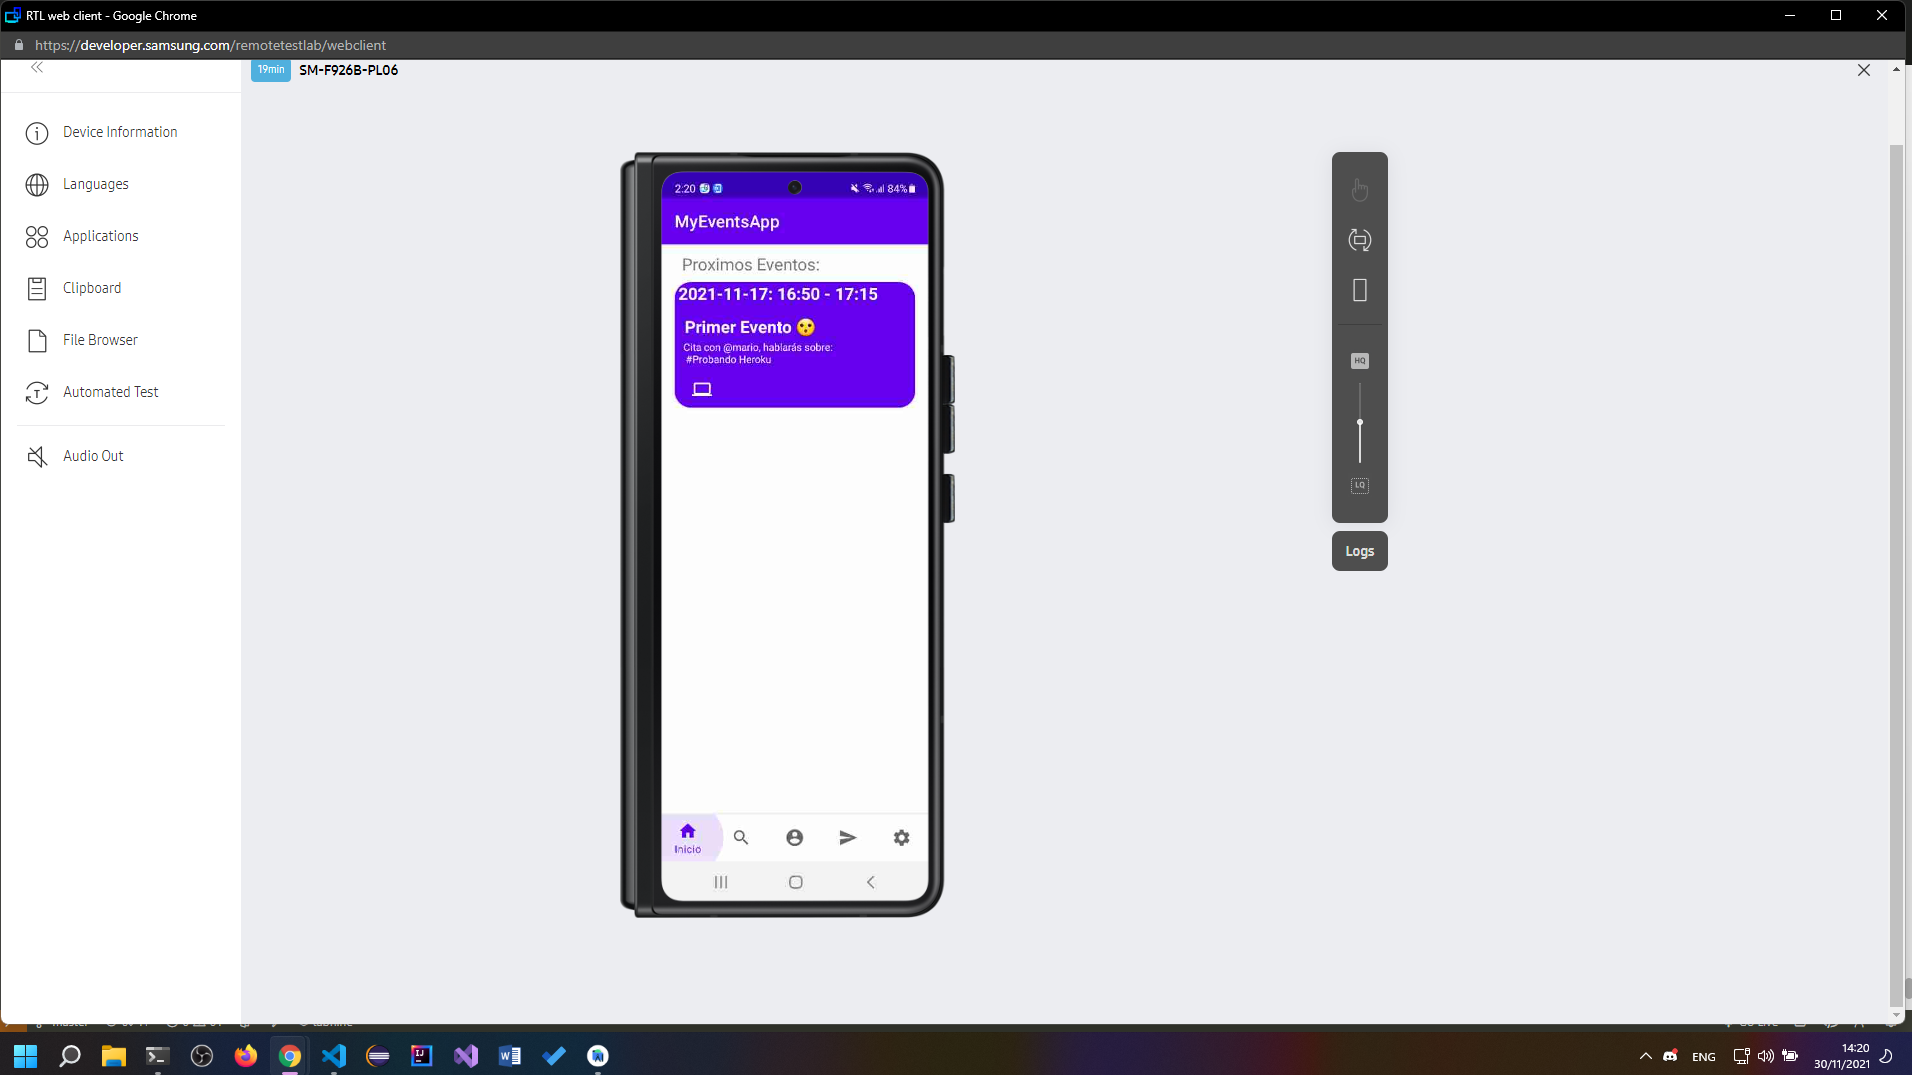 RTL web client - Google Chrome
https://developer.samsung.com/remotetestlab/webclient
19min SM-F926B-PL06
Device Information
Languages
Applications
Clipboard
File Browser
Automated Test
Audio Out
2:20 84%
MyEventsApp
Proximos Eventos:
2021-11-17: 16:50 - 17:15
Primer Evento 😲
Cita con @mario, hablarás sobre:
#Probando Heroku
Inicio
HQ
LQ
Logs
ENG
14:20
30/11/2021